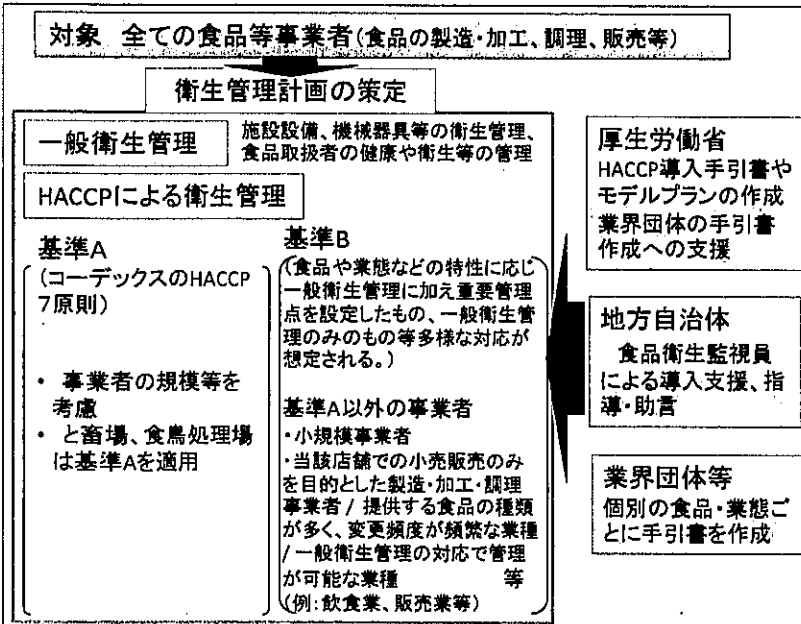 対象 全ての食品等事業者(食品の製造・加工、調理、販売等)
衛生管理計画の策定
一般衛生管理
施設設備、機械器具等の衛生管理、
食品取扱者の健康や衛生等の管理
HACCPによる衛生管理
基準A
(コーデックスのHACCP
7原則)
• 事業者の規模等を
考慮
• と畜場、食鳥処理場
は基準Aを適用
基準B
(食品や業態などの特性に応じ
一般衛生管理に加え重要管理
点を設定したもの、一般衛生管
理のみのもの等多様な対応が
想定される。)
基準A以外の事業者
・小規模事業者
・当該店舗での小売販売のみ
を目的とした製造・加工・調理
事業者 / 提供する食品の種類
が多く、変更頻度が頻繁な業種
/ 一般衛生管理の対応で管理
が可能な業種 等
(例:飲食業、販売業等)
厚生労働省
HACCP導入手引書や
モデルプランの作成
業界団体の手引書
作成への支援
地方自治体
食品衛生監視員
による導入支援、指
導・助言
業界団体等
個別の食品・業態ご
とに手引書を作成